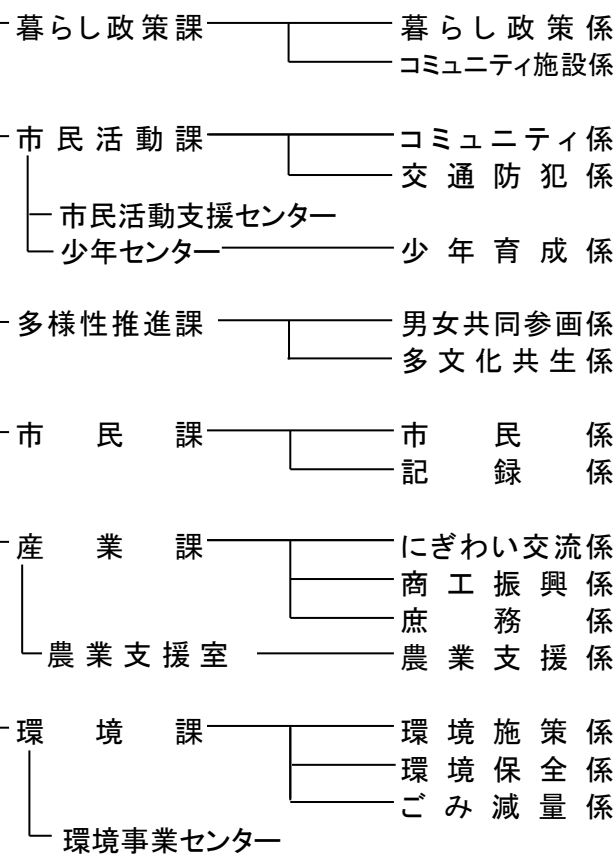 暮らし政策課 暮らし政策係
コミュニティ施設係
市民活動課 コミュニティ係
交通防犯係
市民活動支援センター
少年センター 少年育成係
多様性推進課 男女共同参画係
多文化共生係
市民課 市民係
記録係
産業課 にぎわい交流係
商工振興係
庶務係
農業支援室 農業支援係
環境課 環境施策係
環境保全係
ごみ減量係
環境事業センター